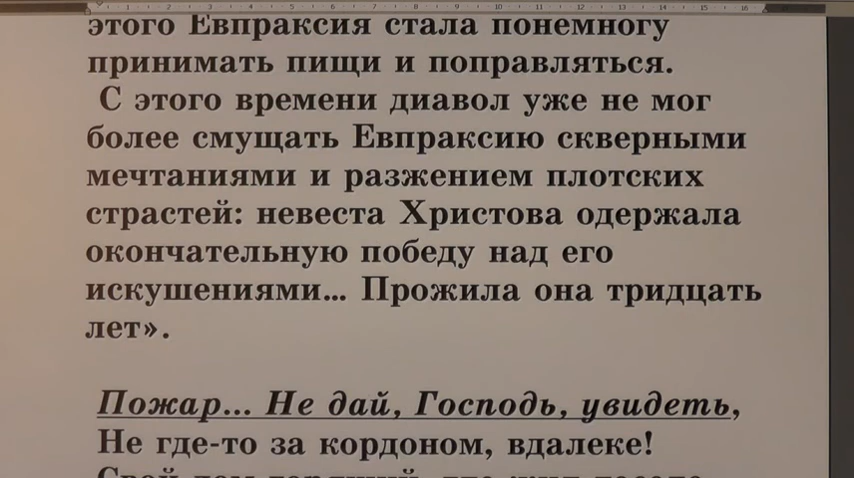 этого Евпраксия стала понемногу
принимать пищи и поправляться.
С этого времени диавол уже не мог
более смущать Евпраксию скверными
мечтаниями и разжением плотских
страстей: невеста Христова одержала
окончательную победу над его
искушениями... Прожила она тридцать
лет».
Пожар... Не дай, Господь, увидеть,
Не где-то за кордоном, вдалеке!